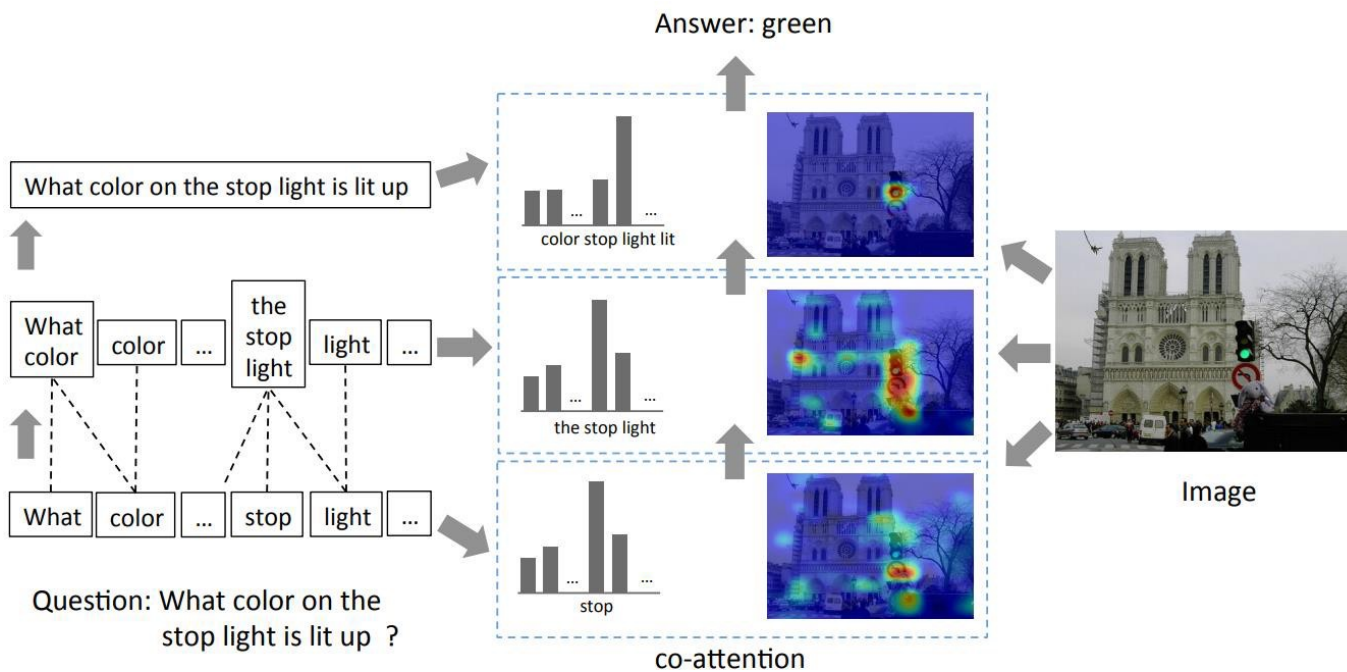 Answer: green
What color on the stop light is lit up
...
...
color stop light lit
What
color
color
...
the
stop
light
light
...
...
...
the stop light
What
color
...
stop
light
...
...
...
stop
Image
Question: What color on the
stop light is lit up ?
co-attention